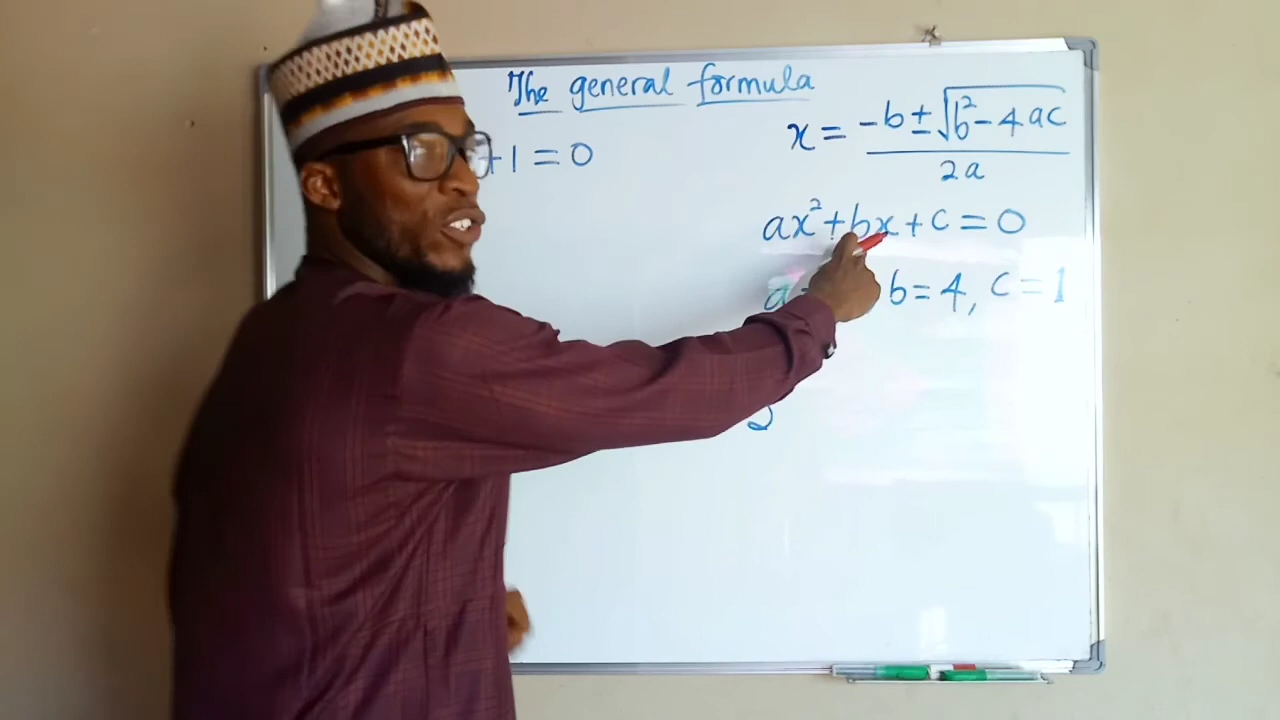 The general formula
x = -b ± √b² - 4ac / 2a
+1 = 0
ax² + bx + c = 0
a = b = 4, c = 1